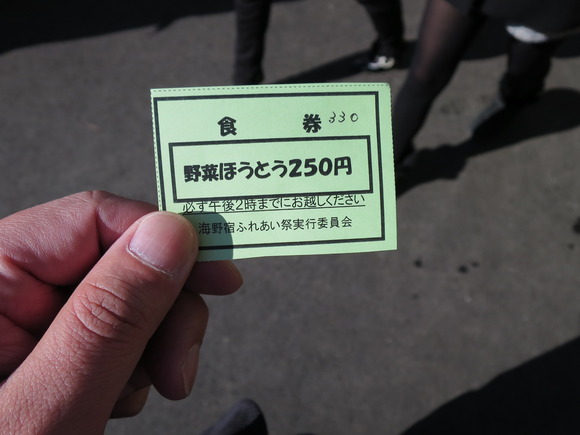 食 券 330
野菜ほうとう250円
必ず午後2時までにお越しください
海野宿ふれあい祭実行委員会